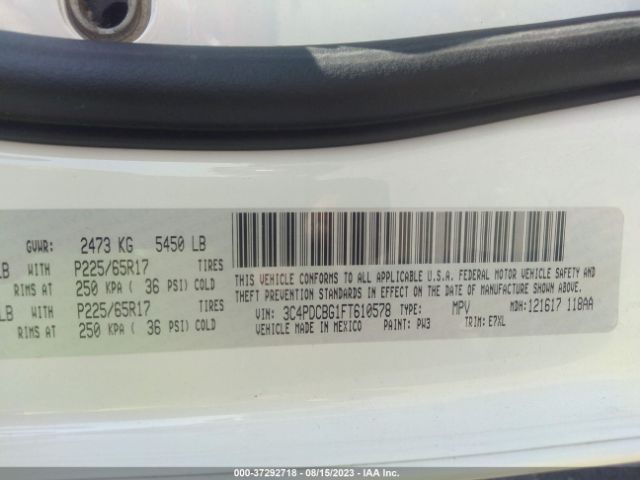 GVWR: 2473 KG 5450 LB
LB WITH P225/65R17 TIRES
RIMS AT 250 KPA ( 36 PSI) COLD
LB WITH P225/65R17 TIRES
RIMS AT 250 KPA ( 36 PSI) COLD
THIS VEHICLE CONFORMS TO ALL APPLICABLE U.S.A. FEDERAL MOTOR VEHICLE SAFETY AND
THEFT PREVENTION STANDARDS IN EFFECT ON THE DATE OF MANUFACTURE SHOWN ABOVE.
VIN: 3C4PDCBG1FT610578 TYPE: MPV MDH: 121617 118AA
VEHICLE MADE IN MEXICO PAINT: PW3 TRIM: E7XL
000-37292718 - 08/15/2023 - IAA Inc.